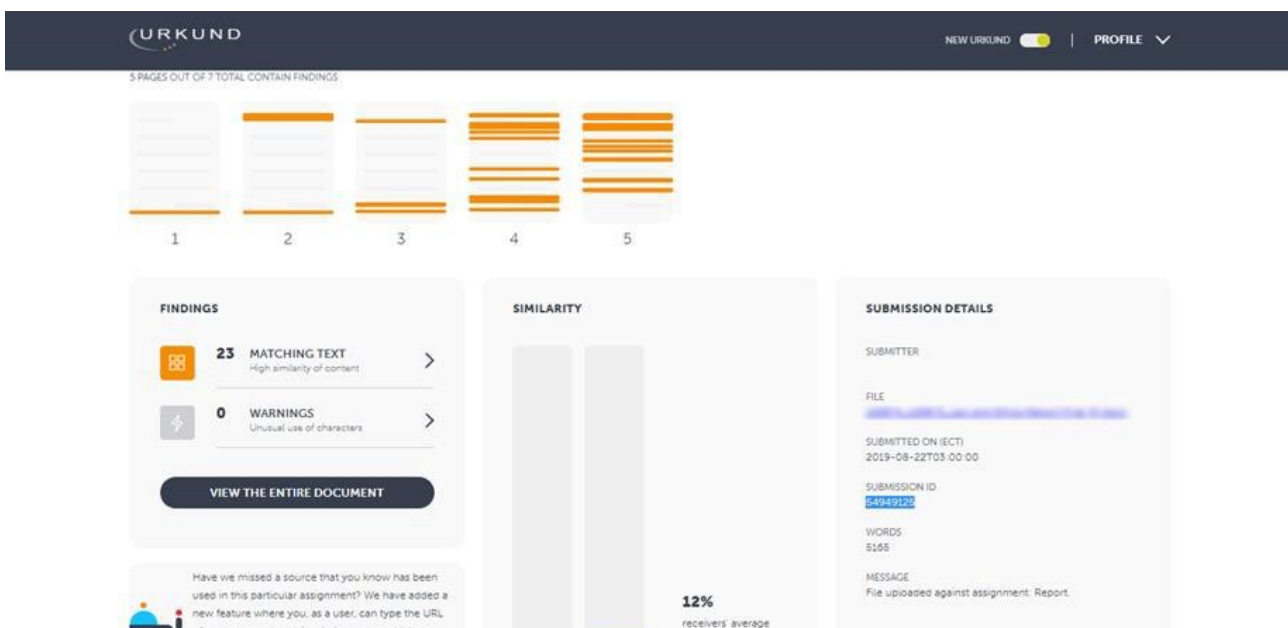 URKUND
NEW URKUND | PROFILE
5 PAGES OUT OF 7 TOTAL CONTAIN FINDINGS
1 2 3 4 5
FINDINGS
23 MATCHING TEXT
High similarity of content
0 WARNINGS
Unusual use of characters
VIEW THE ENTIRE DOCUMENT
Have we missed a source that you know has been
used in this particular assignment? We have added a
new feature where you, as a user, can type the URL
SIMILARITY
12%
receivers' average
SUBMISSION DETAILS
SUBMITTER
FILE
SUBMITTED ON (ECT)
2019-08-22T03:00:00
SUBMISSION ID
54949125
WORDS
5165
MESSAGE
File uploaded against assignment: Report.